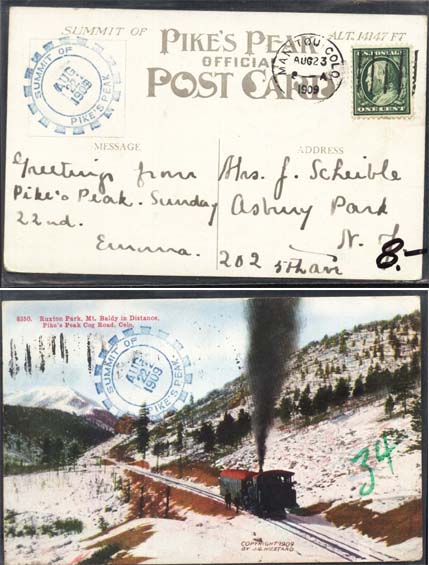 SUMMIT OF PIKE'S PEAK ALT. 14147 FT
OFFICIAL
POST CARD
SUMMIT OF
AUG
22
1909
PIKE'S PEAK
MANITOU, COLO.
AUG 23
A
1909
U.S. POSTAGE
ONE CENT
MESSAGE
Greetings from
Pike's Peak. Sunday
22nd.
Emma.
ADDRESS
Mrs. J. Scheible
Asbury Park
N. J.
202 5th ave
8.-
8350. Ruxton Park, Mt. Baldy in Distance,
Pike's Peak Cog Road, Colo.
SUMMIT OF
AUG
22
1909
PIKE'S PEAK
34
COPYRIGHT 1909
BY J.G. HIESTAND